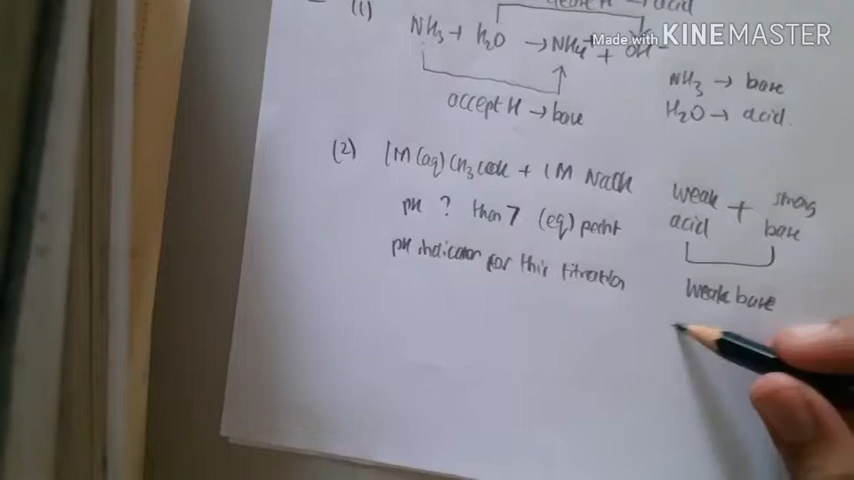 acid
(1) NH3 + H2O → NH4+ + OH-
accept H → base
NH3 → base
H2O → acid.
(2) 1M (aq) CH3COOH + 1M NaOH
pH ? than 7 (eq) point
pH indicator for this titration
weak acid + strong base
Weak base
Made with KINEMASTER